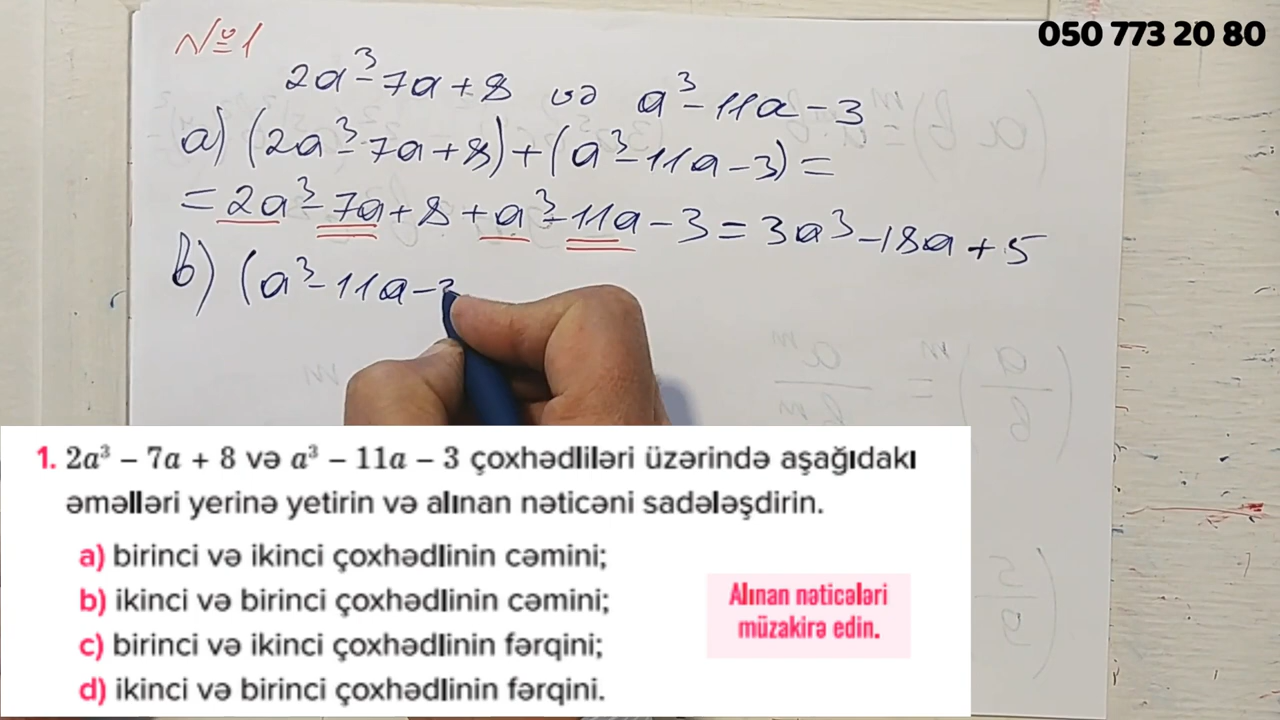 050 773 20 80
№1
2a³-7a+8 və a³-11a-3
a) (2a³-7a+8)+(a³-11a-3)=
=2a³-7a+8+a³-11a-3=3a³-18a+5
b) (a³-11a-3
1. 2a³ – 7a + 8 və a³ – 11a – 3 çoxhədliləri üzərində aşağıdakı
əməlləri yerinə yetirin və alınan nəticəni sadələşdirin.
a) birinci və ikinci çoxhədlinin cəmini;
b) ikinci və birinci çoxhədlinin cəmini;
c) birinci və ikinci çoxhədlinin fərqini;
d) ikinci və birinci çoxhədlinin fərqini.
Alınan nəticələri
müzakirə edin.